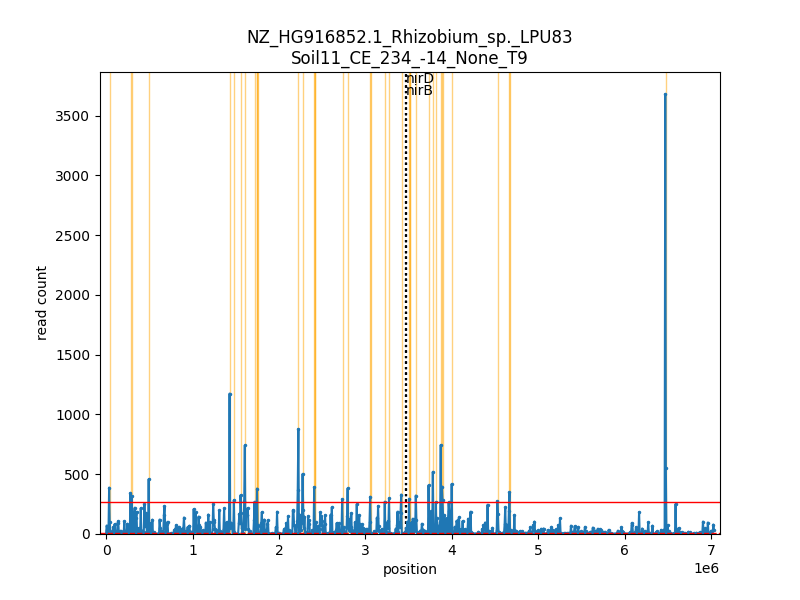 NZ_HG916852.1_Rhizobium_sp._LPU83
Soil11_CE_234_-14_None_T9
nirD
nirB
3500
3000
2500
2000
1500
1000
500
0
read count
0 1 2 3 4 5 6 7
1e6
position